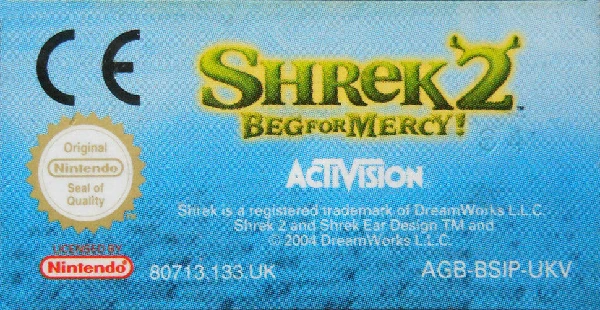 CE
SHREK 2™
BEG FOR MERCY!
Original
Nintendo
Seal of
Quality
ACTIVISION
Shrek is a registered trademark of DreamWorks L.L.C.
Shrek 2 and Shrek Ear Design TM and
© 2004 DreamWorks L.L.C.
LICENSED BY
Nintendo
80713.133.UK
AGB-BSIP-UKV